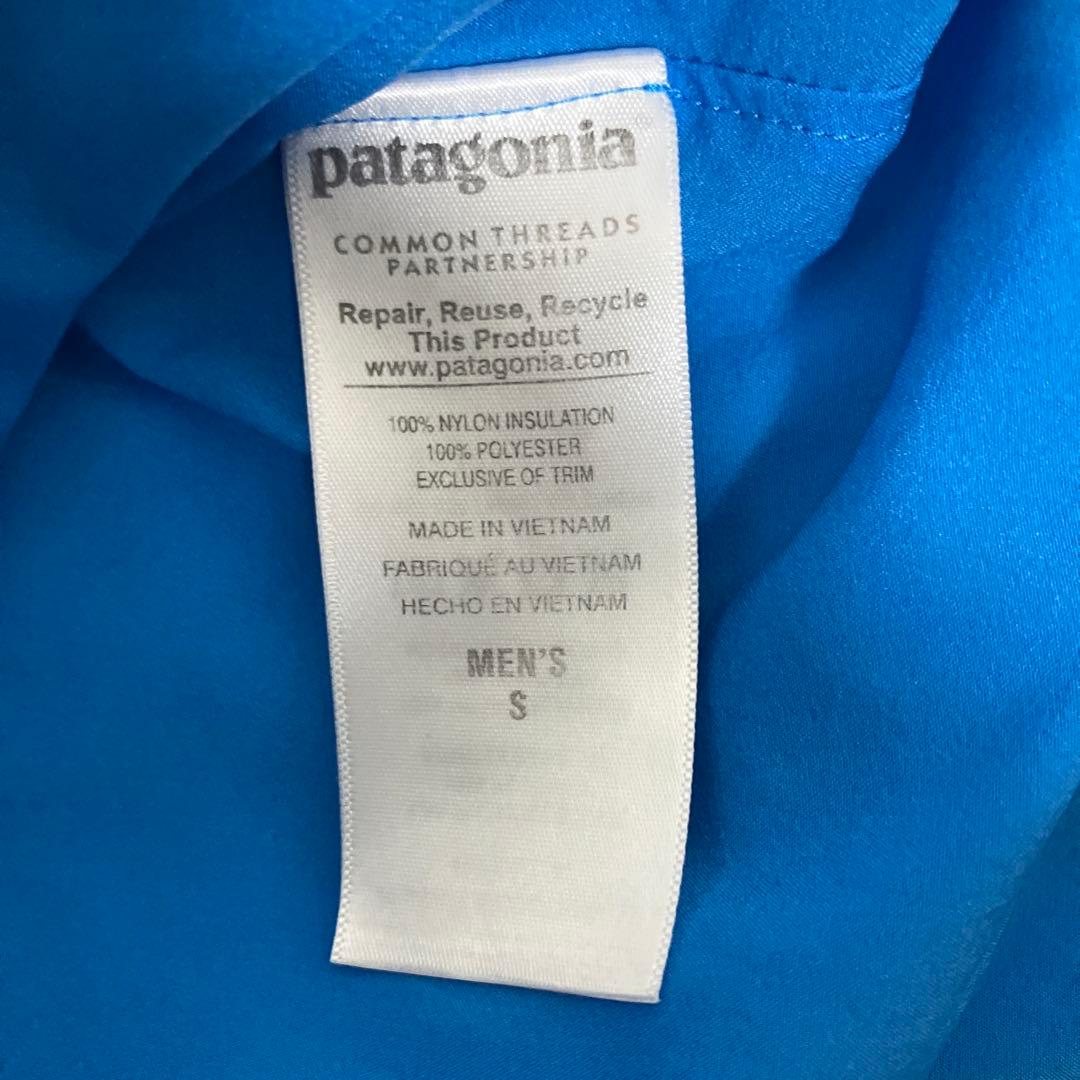 patagonia
COMMON THREADS
PARTNERSHIP
Repair, Reuse, Recycle
This Product
www.patagonia.com
100% NYLON INSULATION
100% POLYESTER
EXCLUSIVE OF TRIM
MADE IN VIETNAM
FABRIQUÉ AU VIETNAM
HECHO EN VIETNAM
MEN'S
S